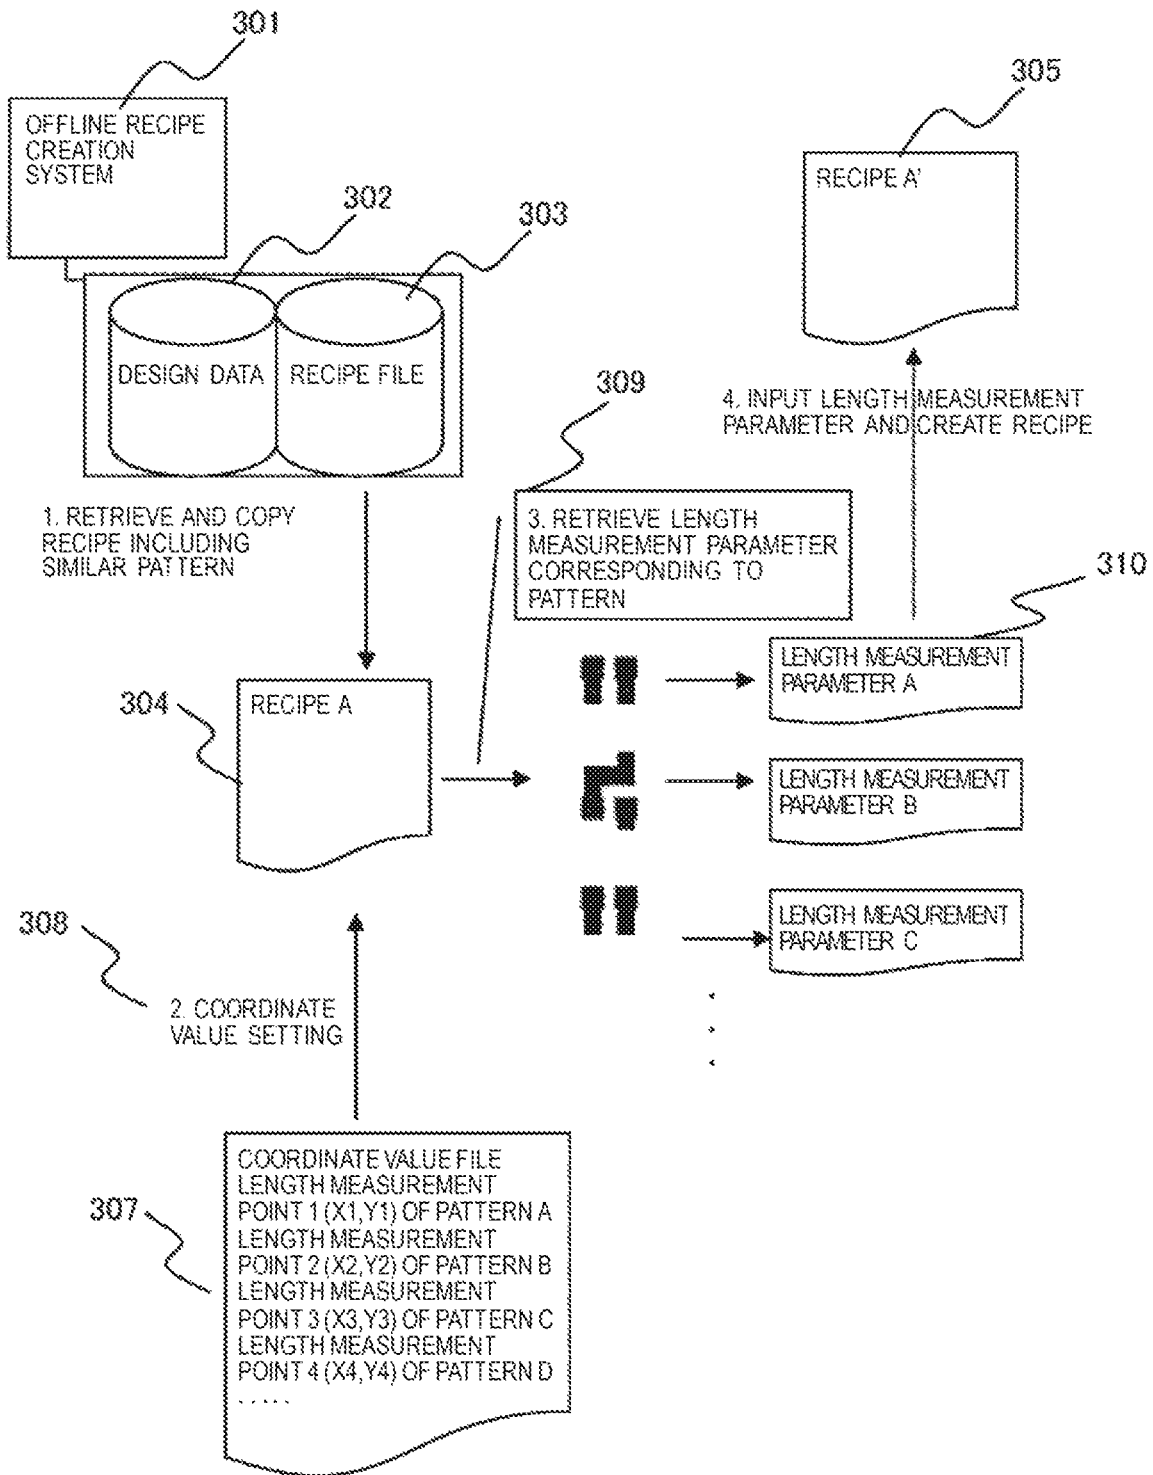 301
OFFLINE RECIPE
CREATION
SYSTEM
302
303
DESIGN DATA
RECIPE FILE
305
RECIPE A'
1. RETRIEVE AND COPY
RECIPE INCLUDING
SIMILAR PATTERN
309
3. RETRIEVE LENGTH
MEASUREMENT PARAMETER
CORRESPONDING TO
PATTERN
4. INPUT LENGTH MEASUREMENT
PARAMETER AND CREATE RECIPE
310
304
RECIPE A
LENGTH MEASUREMENT
PARAMETER A
LENGTH MEASUREMENT
PARAMETER B
LENGTH MEASUREMENT
PARAMETER C
308
2. COORDINATE
VALUE SETTING
307
COORDINATE VALUE FILE
LENGTH MEASUREMENT
POINT 1 (X1,Y1) OF PATTERN A
LENGTH MEASUREMENT
POINT 2 (X2,Y2) OF PATTERN B
LENGTH MEASUREMENT
POINT 3 (X3,Y3) OF PATTERN C
LENGTH MEASUREMENT
POINT 4 (X4,Y4) OF PATTERN D
. . . . .